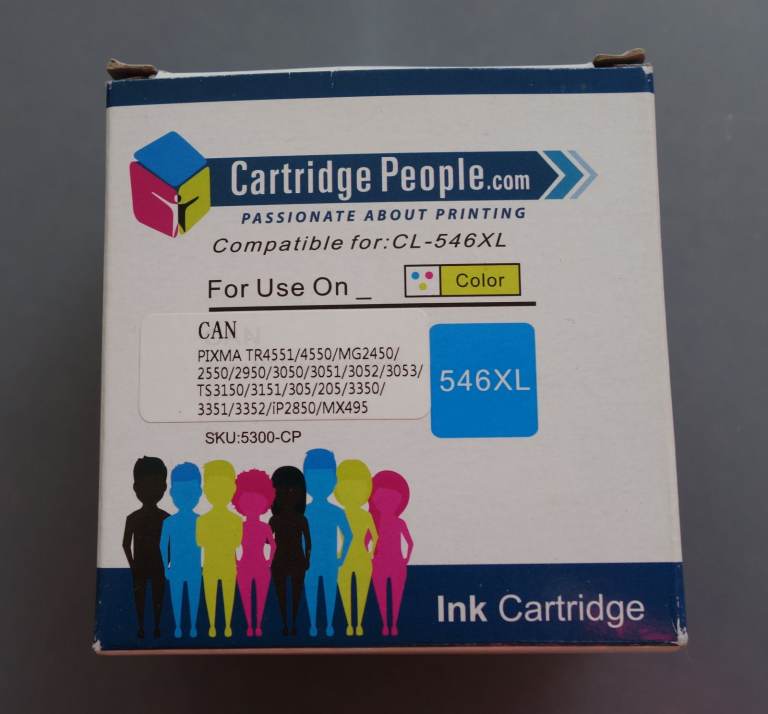 Cartridge People.com
PASSIONATE ABOUT PRINTING
Compatible for:CL-546XL
For Use On _ Color
CAN
PIXMA TR4551/4550/MG2450/
2550/2950/3050/3051/3052/3053/
TS3150/3151/305/205/3350/
3351/3352/iP2850/MX495
546XL
SKU:5300-CP
Ink Cartridge